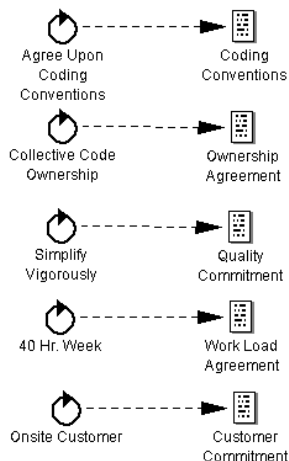 Agree Upon
Coding
Conventions
Coding
Conventions
Collective Code
Ownership
Ownership
Agreement
Simplify
Vigorously
Quality
Commitment
40 Hr. Week
Work Load
Agreement
Onsite Customer
Customer
Commitment